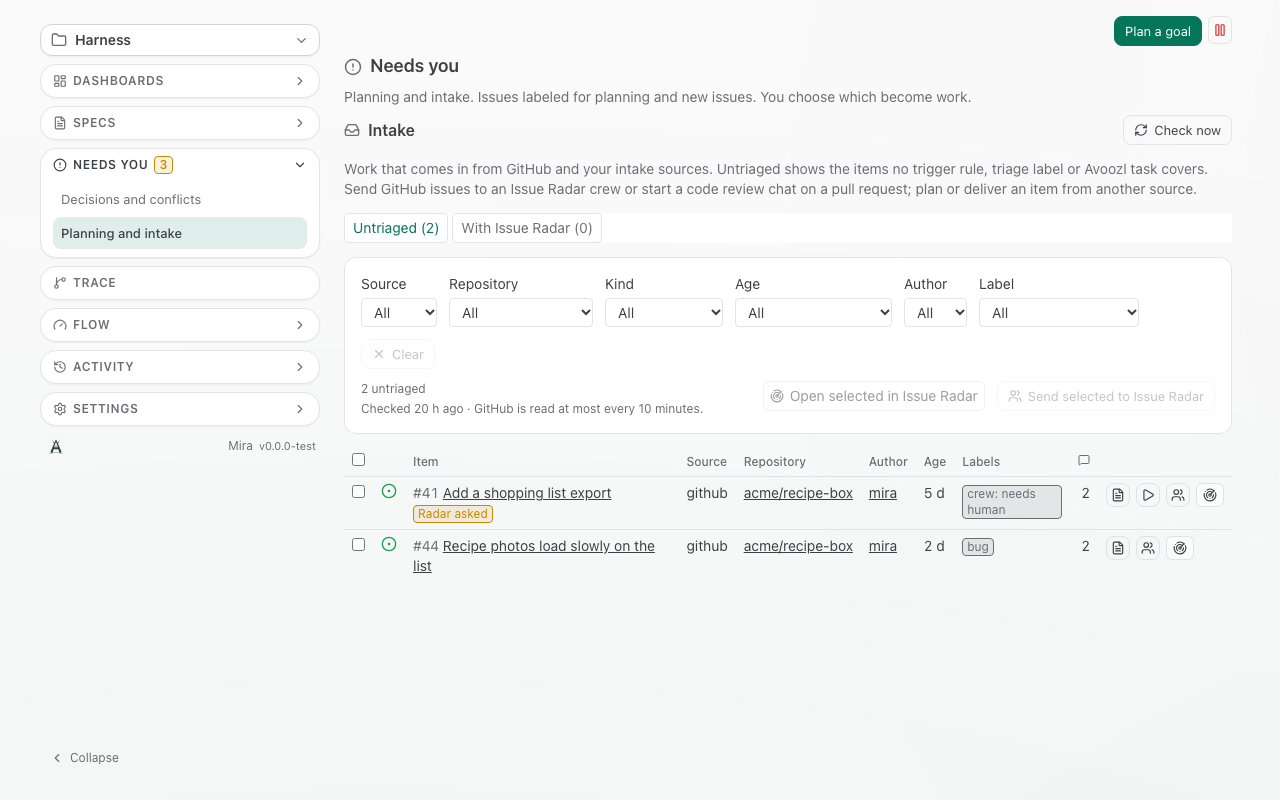 Harness
DASHBOARDS
SPECS
NEEDS YOU 3
Decisions and conflicts
Planning and intake
TRACE
FLOW
ACTIVITY
SETTINGS
Mira v0.0.0-test
Collapse
Plan a goal
Needs you
Planning and intake. Issues labeled for planning and new issues. You choose which become work.
Intake
Check now
Work that comes in from GitHub and your intake sources. Untriaged shows the items no trigger rule, triage label or Avoozl task covers.
Send GitHub issues to an Issue Radar crew or start a code review chat on a pull request; plan or deliver an item from another source.
Untriaged (2) With Issue Radar (0)
Source Repository Kind Age Author Label
All All All All All All
Clear
2 untriaged
Checked 20 h ago · GitHub is read at most every 10 minutes.
Open selected in Issue Radar Send selected to Issue Radar
Item Source Repository Author Age Labels
#41 Add a shopping list export github acme/recipe-box mira 5 d crew: needs human 2
Radar asked
#44 Recipe photos load slowly on the list github acme/recipe-box mira 2 d bug 2